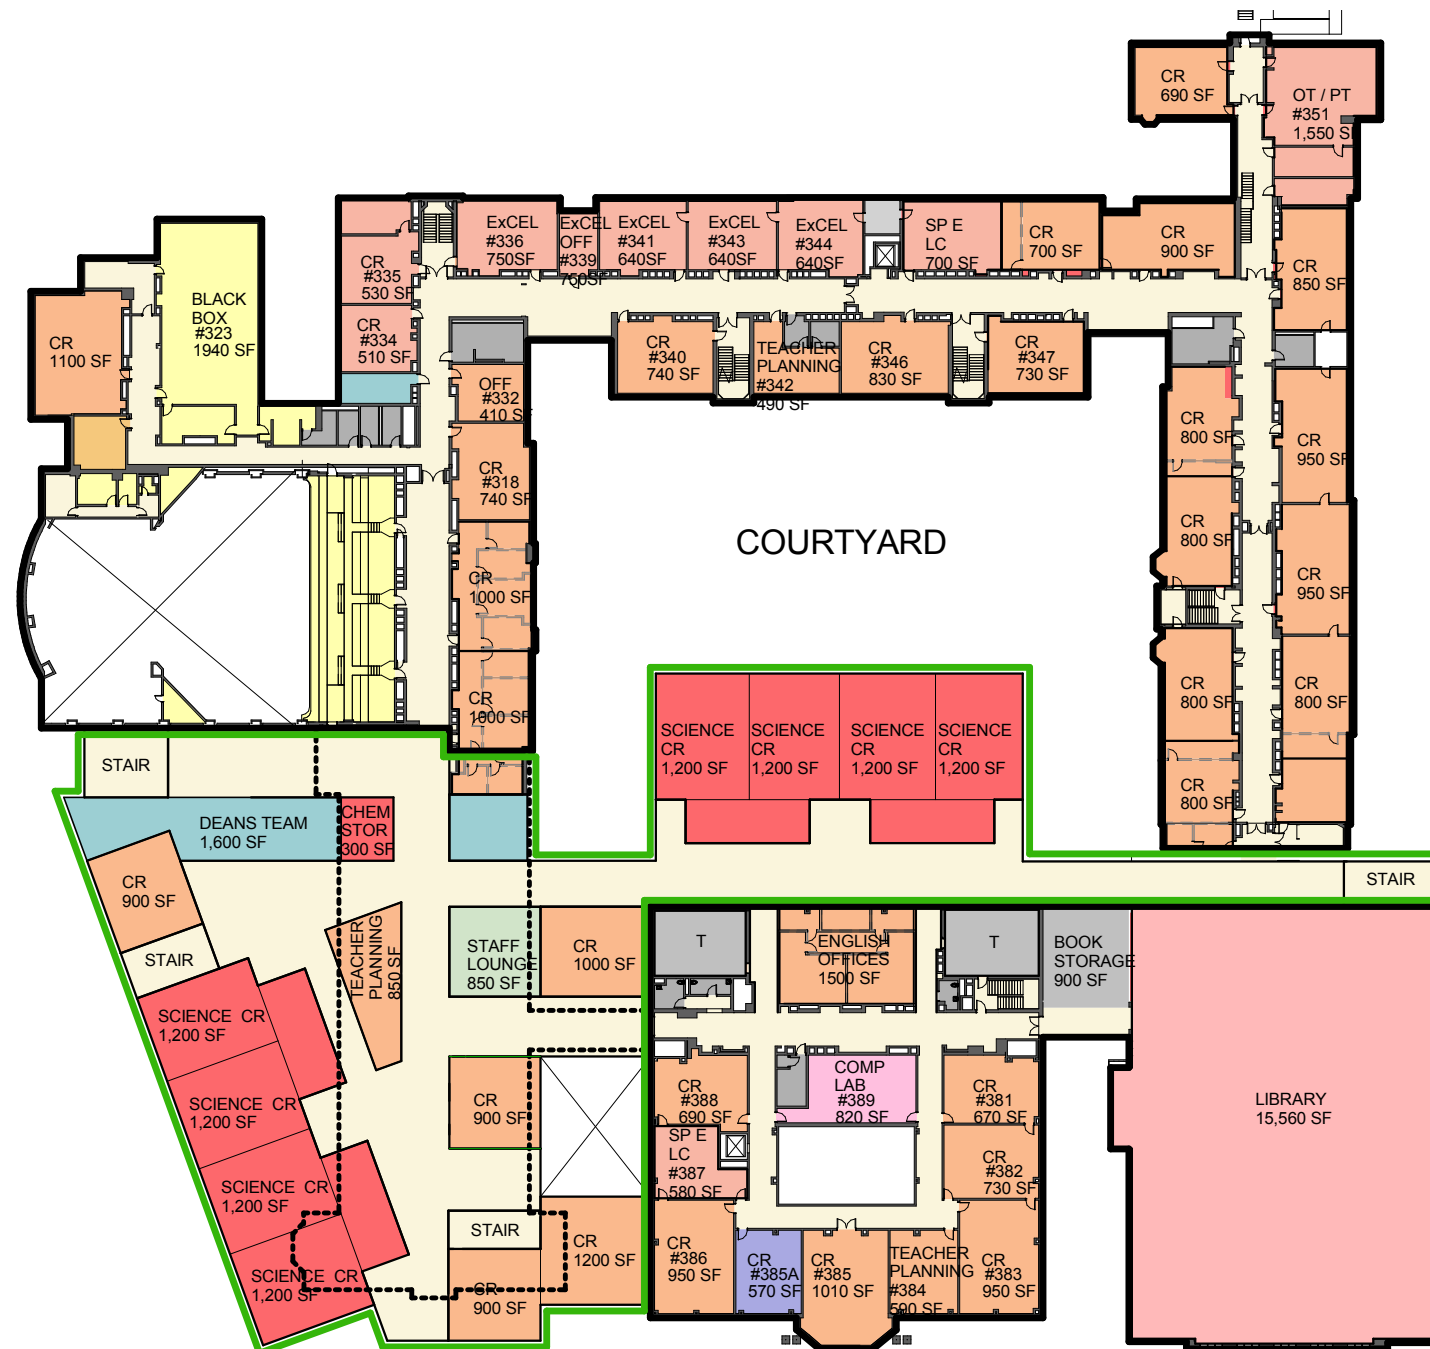 CR
690 SF
OT / PT
#351
1,550 SF
ExCEL
#336
750SF
ExCEL
OFF
#339
760SF
ExCEL
#341
640SF
ExCEL
#343
640SF
ExCEL
#344
640SF
SP E
LC
700 SF
CR
700 SF
CR
900 SF
CR
#335
530 SF
CR
850 SF
BLACK
BOX
#323
1940 SF
CR
1100 SF
CR
#334
510 SF
CR
#340
740 SF
TEACHER
PLANNING
#342
490 SF
CR
#346
830 SF
CR
#347
730 SF
OFF
#332
410 SF
CR
800 SF
CR
950 SF
CR
#318
740 SF
COURTYARD
CR
800 SF
CR
950 SF
CR
1000 SF
CR
1000 SF
CR
800 SF
CR
800 SF
CR
800 SF
SCIENCE
CR
1,200 SF
SCIENCE
CR
1,200 SF
SCIENCE
CR
1,200 SF
SCIENCE
CR
1,200 SF
STAIR
DEANS TEAM
1,600 SF
CHEM
STOR
300 SF
CR
900 SF
STAIR
STAIR
TEACHER
PLANNING
850 SF
STAFF
LOUNGE
850 SF
CR
1000 SF
T
ENGLISH
OFFICES
1500 SF
T
BOOK
STORAGE
900 SF
SCIENCE CR
1,200 SF
SCIENCE CR
1,200 SF
SCIENCE CR
1,200 SF
SCIENCE CR
1,200 SF
CR
900 SF
STAIR
CR
900 SF
CR
1200 SF
CR
#388
690 SF
COMP
LAB
#389
820 SF
CR
#381
670 SF
SP E
LC
#387
580 SF
CR
#382
730 SF
CR
#386
950 SF
CR
#385A
570 SF
CR
#385
1010 SF
TEACHER
PLANNING
#384
590 SF
CR
#383
950 SF
LIBRARY
15,560 SF